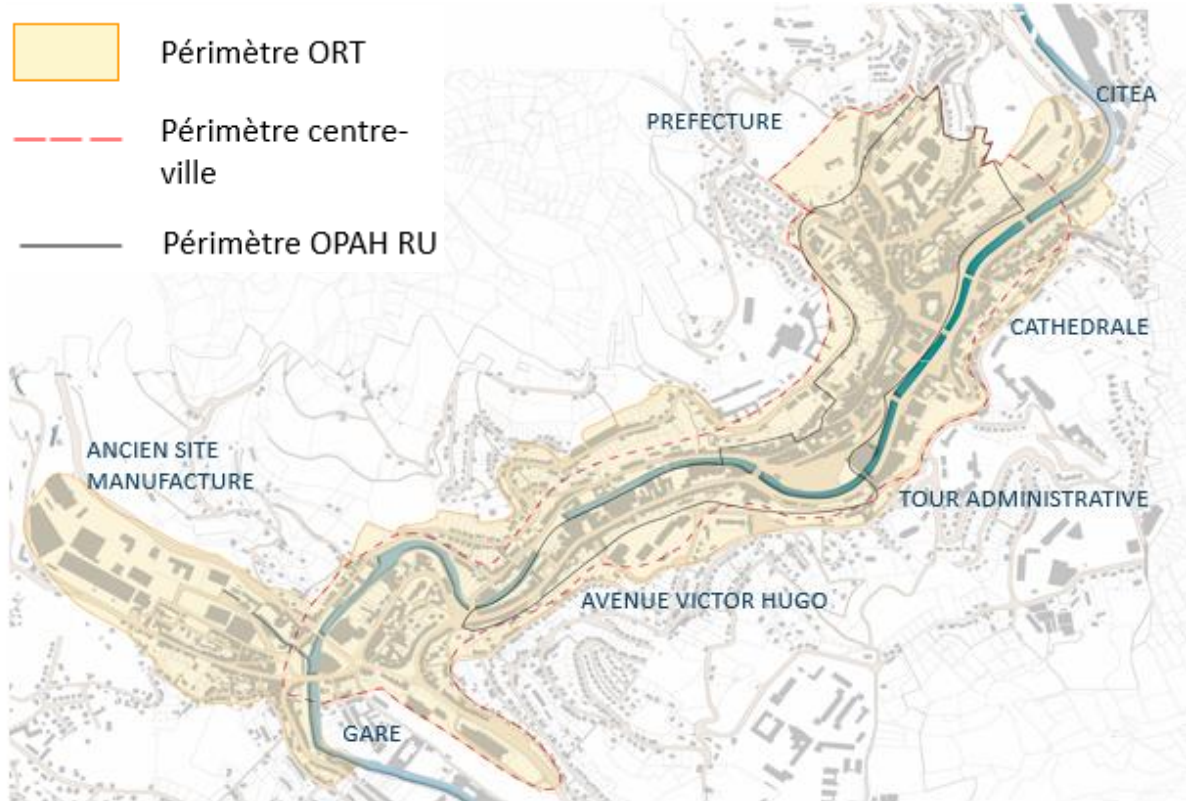 Périmètre ORT
Périmètre centre-
ville
Périmètre OPAH RU
CITEA
PREFECTURE
CATHEDRALE
ANCIEN SITE
MANUFACTURE
TOUR ADMINISTRATIVE
AVENUE VICTOR HUGO
GARE